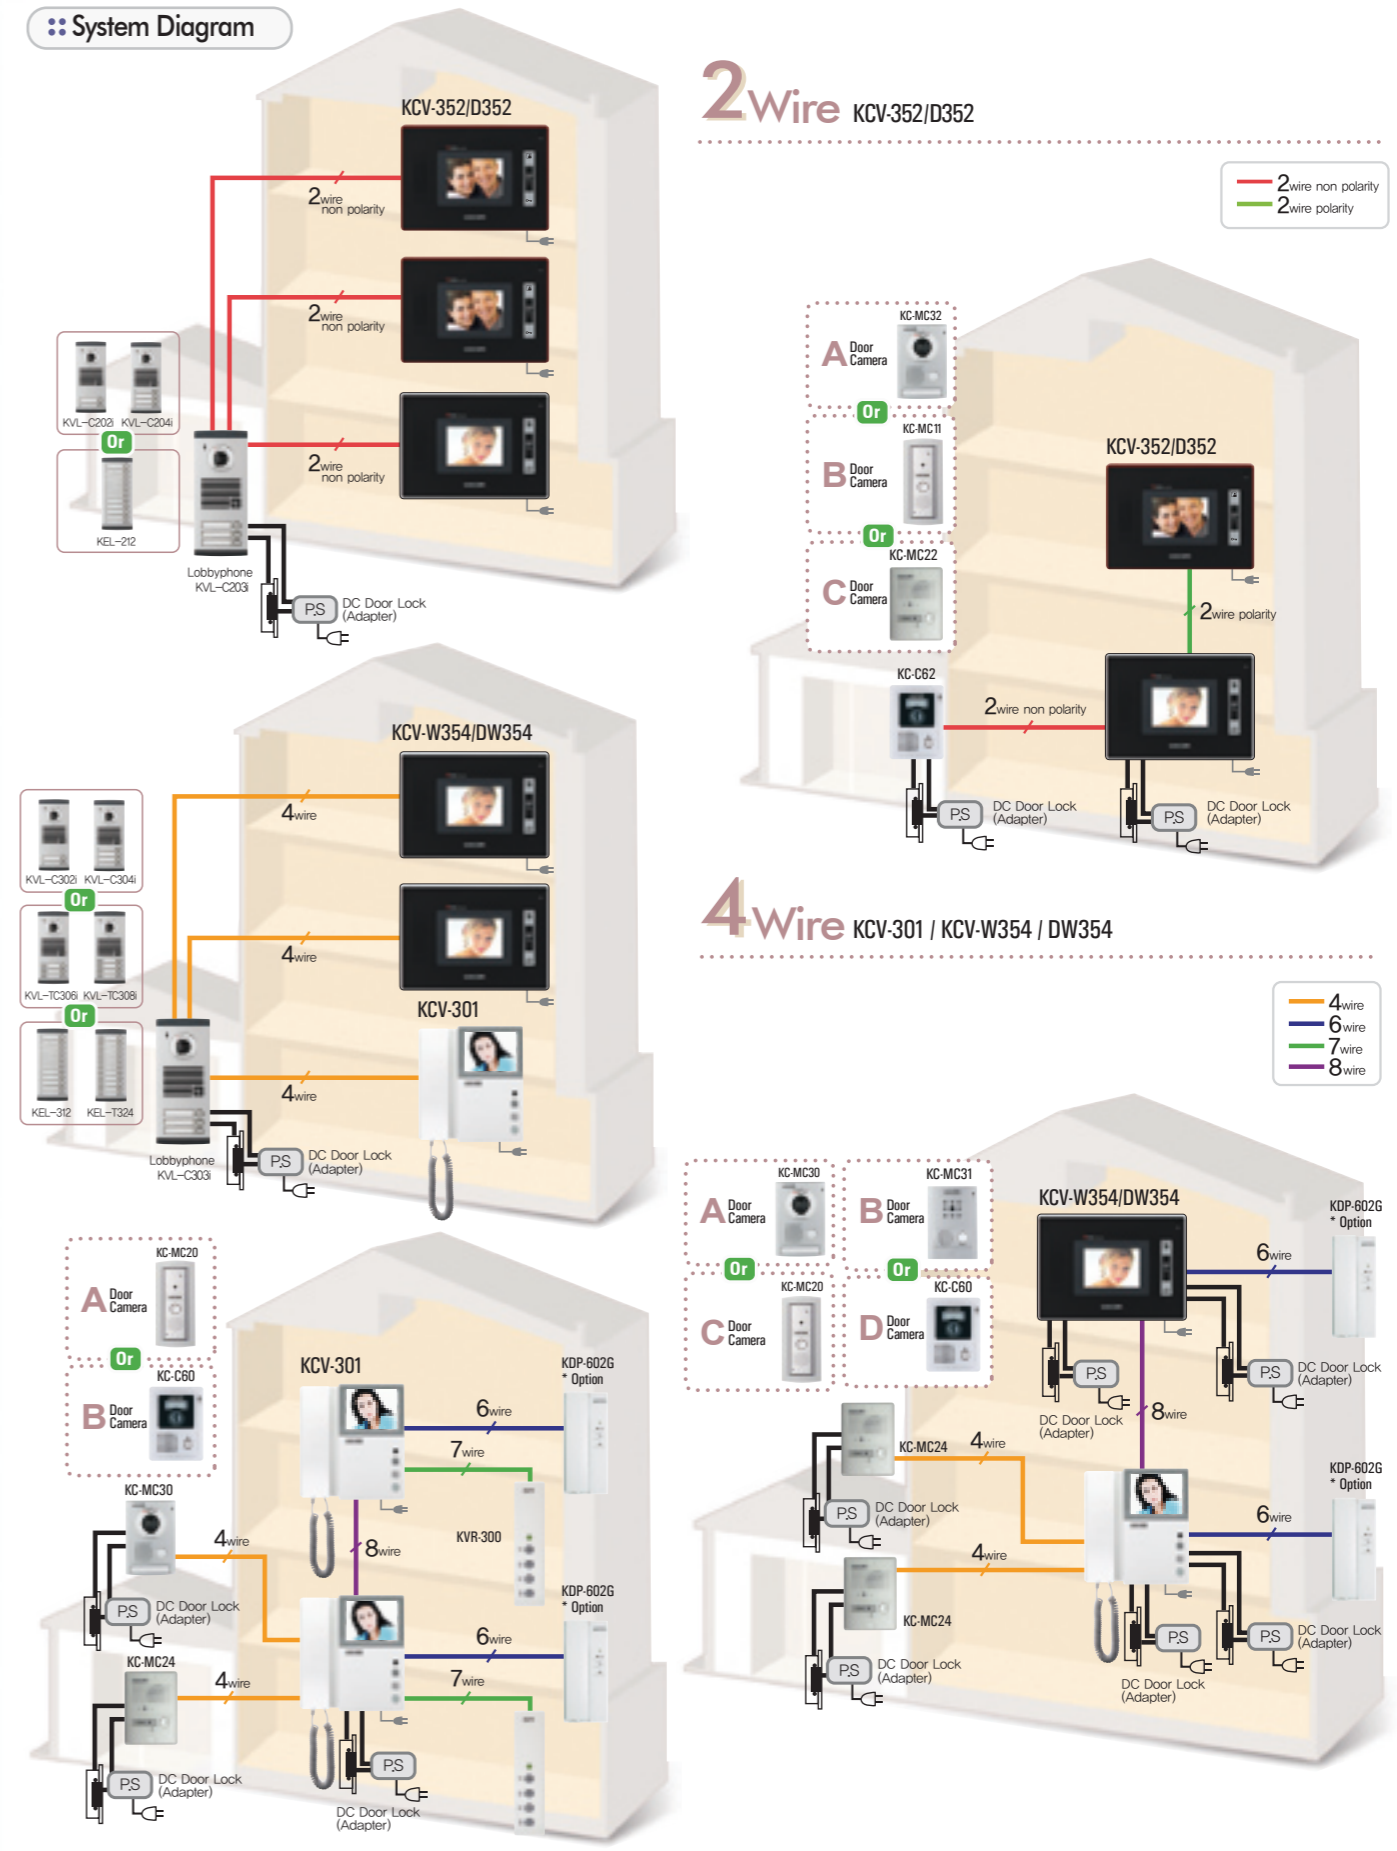 System Diagram
KCV-352/D352
2wire
non polarity
2wire
non polarity
2wire
non polarity
KVL-C202i KVL-C204i
Or
KEL-212
Lobbyphone
KVL-C203i
P.S
DC Door Lock
(Adapter)
2Wire KCV-352/D352
2wire non polarity
2wire polarity
KC-MC32
A Door
Camera
Or
KC-MC11
B Door
Camera
Or
KC-MC22
C Door
Camera
KC-C62
KCV-352/D352
2wire polarity
2wire non polarity
P.S
DC Door Lock
(Adapter)
P.S
DC Door Lock
(Adapter)
KCV-W354/DW354
4wire
4wire
KCV-301
4wire
KVL-C302i KVL-C304i
Or
KVL-TC306i KVL-TC308i
Or
KEL-312 KEL-T324
Lobbyphone
KVL-C303i
P.S
DC Door Lock
(Adapter)
4Wire KCV-301 / KCV-W354 / DW354
4wire
6wire
7wire
8wire
KC-MC20
A Door
Camera
Or
KC-C60
B Door
Camera
KC-MC30
4wire
P.S
DC Door Lock
(Adapter)
KC-MC24
4wire
P.S
DC Door Lock
(Adapter)
KCV-301
KDP-602G
* Option
6wire
7wire
KVR-300
8wire
KDP-602G
* Option
6wire
7wire
P.S
DC Door Lock
(Adapter)
KC-MC30
A Door
Camera
Or
KC-MC20
C Door
Camera
KC-MC31
B Door
Camera
Or
KC-C60
D Door
Camera
KCV-W354/DW354
KDP-602G
* Option
6wire
P.S
DC Door Lock
(Adapter)
P.S
DC Door Lock
(Adapter)
8wire
KC-MC24
4wire
P.S
DC Door Lock
(Adapter)
4wire
KC-MC24
P.S
DC Door Lock
(Adapter)
KDP-602G
* Option
6wire
P.S
DC Door Lock
(Adapter)
P.S
DC Door Lock
(Adapter)